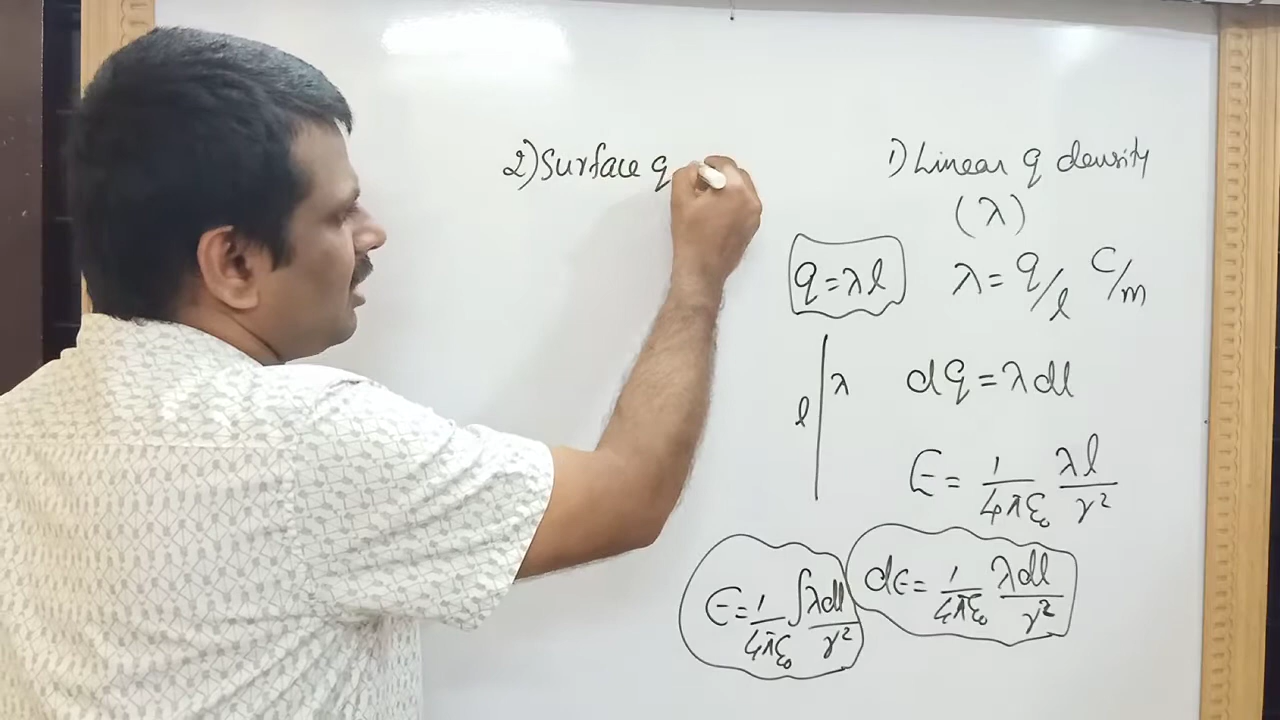 1) Linear q density
(λ)
q = λl
λ = q/l C/m
l
λ
dq = λdl
E = 1/4πε₀ λl/r²
dE = 1/4πε₀ λdl/r²
E = 1/4πε₀ ∫λdl/r²
2) Surface q